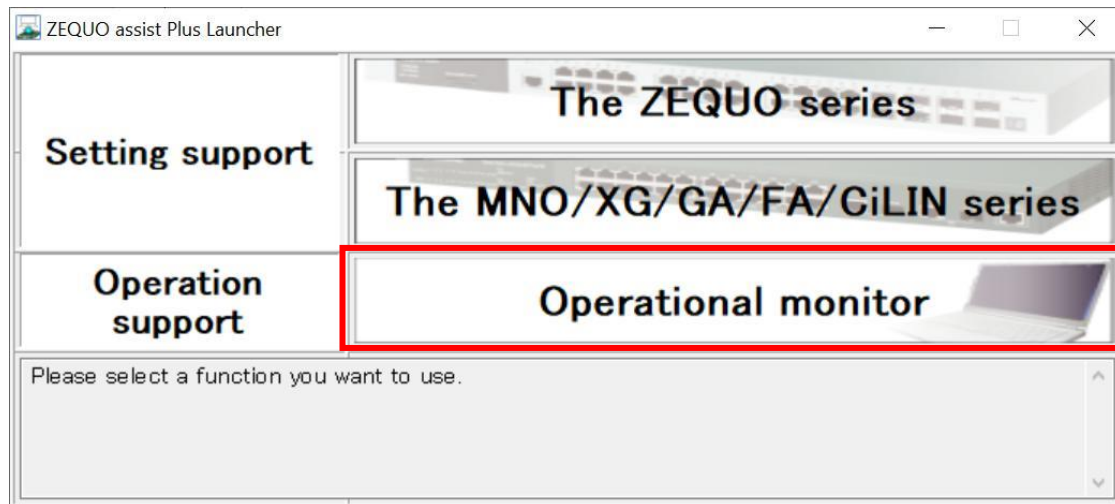 ZEQUO assist Plus Launcher
Setting support
The ZEQUO series
The MNO/XG/GA/FA/CiLIN series
Operation
support
Operational monitor
Please select a function you want to use.